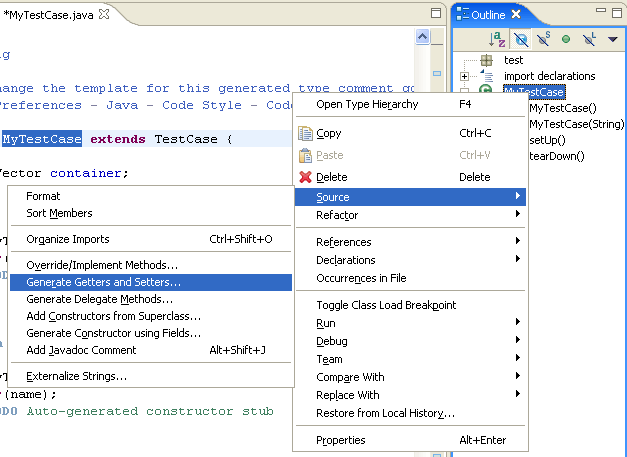 *MyTestCase.java
Outline
ng
test
import declarations
MyTestCase
MyTestCase()
MyTestCase(String)
setUp()
tearDown()
hange the template for this generated type comment go
Preferences - Java - Code Style - Cod
MyTestCase extends TestCase {
Vector container;
(name);
DO Auto-generated constructor stub
Open Type Hierarchy F4
Copy Ctrl+C
Paste Ctrl+V
Delete Delete
Source
Refactor
References
Declarations
Occurrences in File
Toggle Class Load Breakpoint
Run
Debug
Team
Compare With
Replace With
Restore from Local History...
Properties Alt+Enter
Format
Sort Members
Organize Imports Ctrl+Shift+O
Override/Implement Methods...
Generate Getters and Setters...
Generate Delegate Methods...
Add Constructors from Superclass...
Generate Constructor using Fields...
Add Javadoc Comment Alt+Shift+J
Externalize Strings...